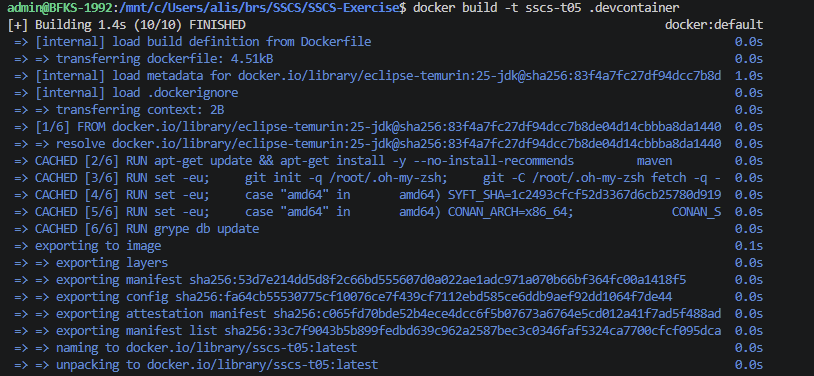 admin@BFKS-1992:/mnt/c/Users/alis/brs/SSCS/SSCS-Exercise$ docker build -t sscs-t05 .devcontainer
[+] Building 1.4s (10/10) FINISHED docker:default
=> [internal] load build definition from Dockerfile 0.0s
=> => transferring dockerfile: 4.51kB 0.0s
=> [internal] load metadata for docker.io/library/eclipse-temurin:25-jdk@sha256:83f4a7fc27df94dcc7b8d 1.0s
=> [internal] load .dockerignore 0.0s
=> => transferring context: 2B 0.0s
=> [1/6] FROM docker.io/library/eclipse-temurin:25-jdk@sha256:83f4a7fc27df94dcc7b8de04d14cbbba8da1440 0.0s
=> => resolve docker.io/library/eclipse-temurin:25-jdk@sha256:83f4a7fc27df94dcc7b8de04d14cbbba8da1440 0.0s
=> CACHED [2/6] RUN apt-get update && apt-get install -y --no-install-recommends maven 0.0s
=> CACHED [3/6] RUN set -eu; git init -q /root/.oh-my-zsh; git -C /root/.oh-my-zsh fetch -q - 0.0s
=> CACHED [4/6] RUN set -eu; case "amd64" in amd64) SYFT_SHA=1c2493cfcf52d3367d6cb25780d919 0.0s
=> CACHED [5/6] RUN set -eu; case "amd64" in amd64) CONAN_ARCH=x86_64; CONAN_S 0.0s
=> CACHED [6/6] RUN grype db update 0.0s
=> exporting to image 0.1s
=> => exporting layers 0.0s
=> => exporting manifest sha256:53d7e214dd5d8f2c66bd555607d0a022ae1adc971a070b66bf364fc00a1418f5 0.0s
=> => exporting config sha256:fa64cb55530775cf10076ce7f439cf7112ebd585ce6ddb9aef92dd1064f7de44 0.0s
=> => exporting attestation manifest sha256:c065fd70bde52b4ece4dcc6f5b07673a6764e5cd012a41f7ad5f488ad 0.0s
=> => exporting manifest list sha256:33c7f9043b5b899fedbd639c962a2587bec3c0346faf5324ca7700cfcf095dca 0.0s
=> => naming to docker.io/library/sscs-t05:latest 0.0s
=> => unpacking to docker.io/library/sscs-t05:latest 0.0s